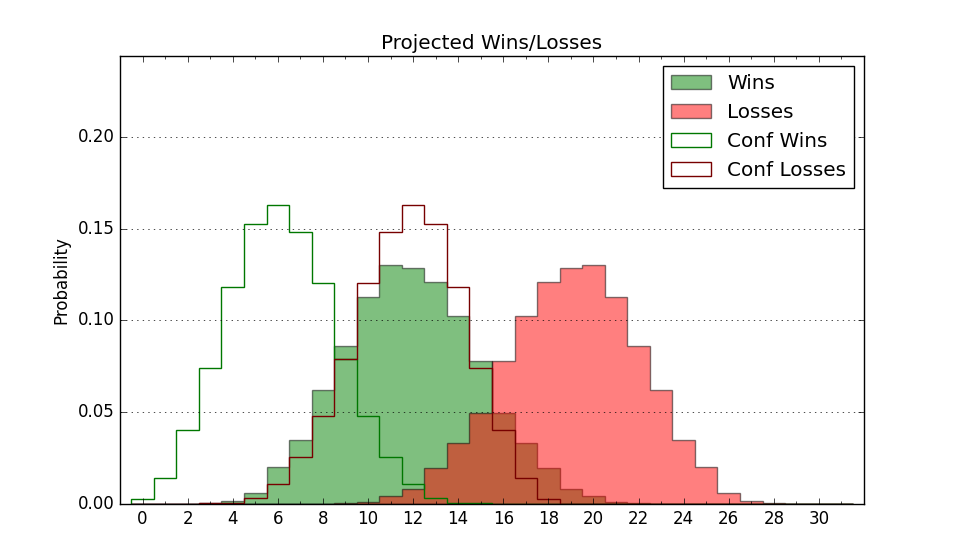 Projected Wins/Losses
Wins
Losses
Conf Wins
Conf Losses
Probability
0.20
0.15
0.10
0.05
0.00
0 2 4 6 8 10 12 14 16 18 20 22 24 26 28 30